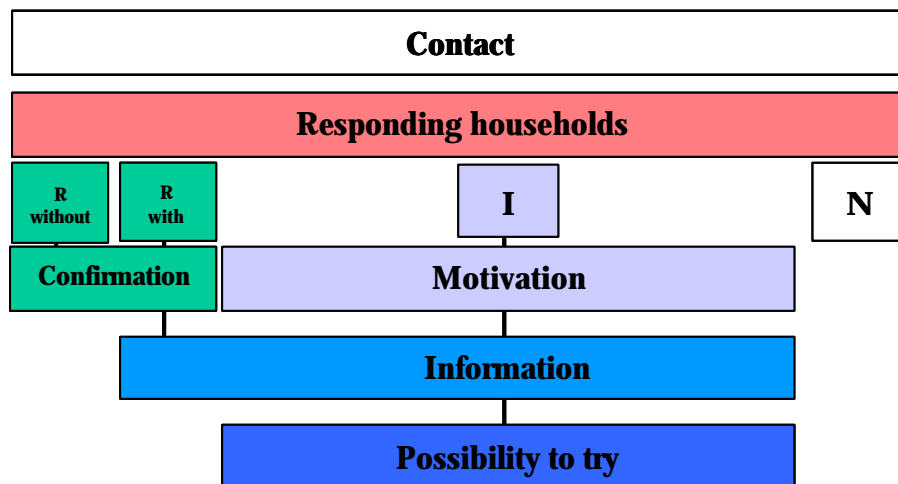 Contact
Responding households
R
without
R
with
I
N
Confirmation
Motivation
Information
Possibility to try